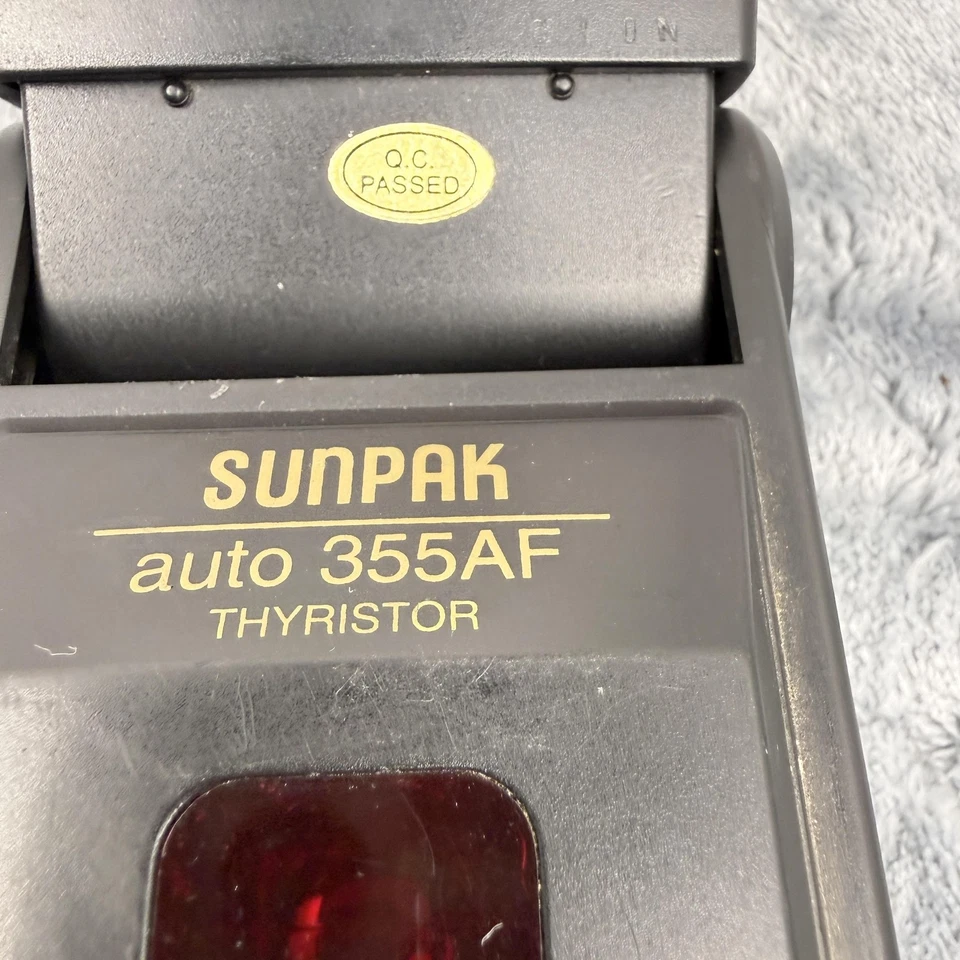 Q.C.
PASSED
SUNPAK
auto 355AF
THYRISTOR